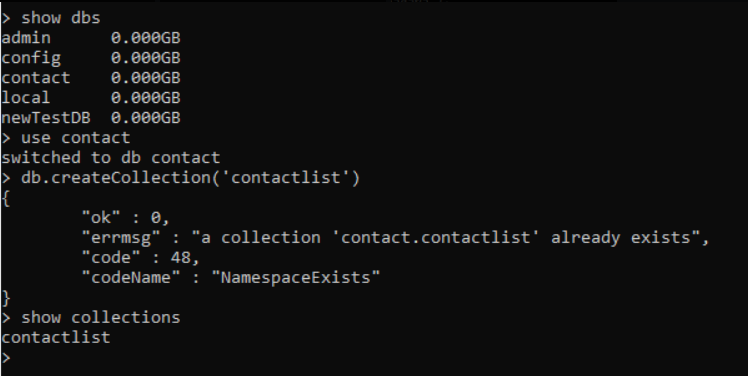 > show dbs
admin      0.000GB
config     0.000GB
contact    0.000GB
local      0.000GB
newTestDB  0.000GB
> use contact
switched to db contact
> db.createCollection('contactlist')
{
        "ok" : 0,
        "errmsg" : "a collection 'contact.contactlist' already exists",
        "code" : 48,
        "codeName" : "NamespaceExists"
}
> show collections
contactlist
>